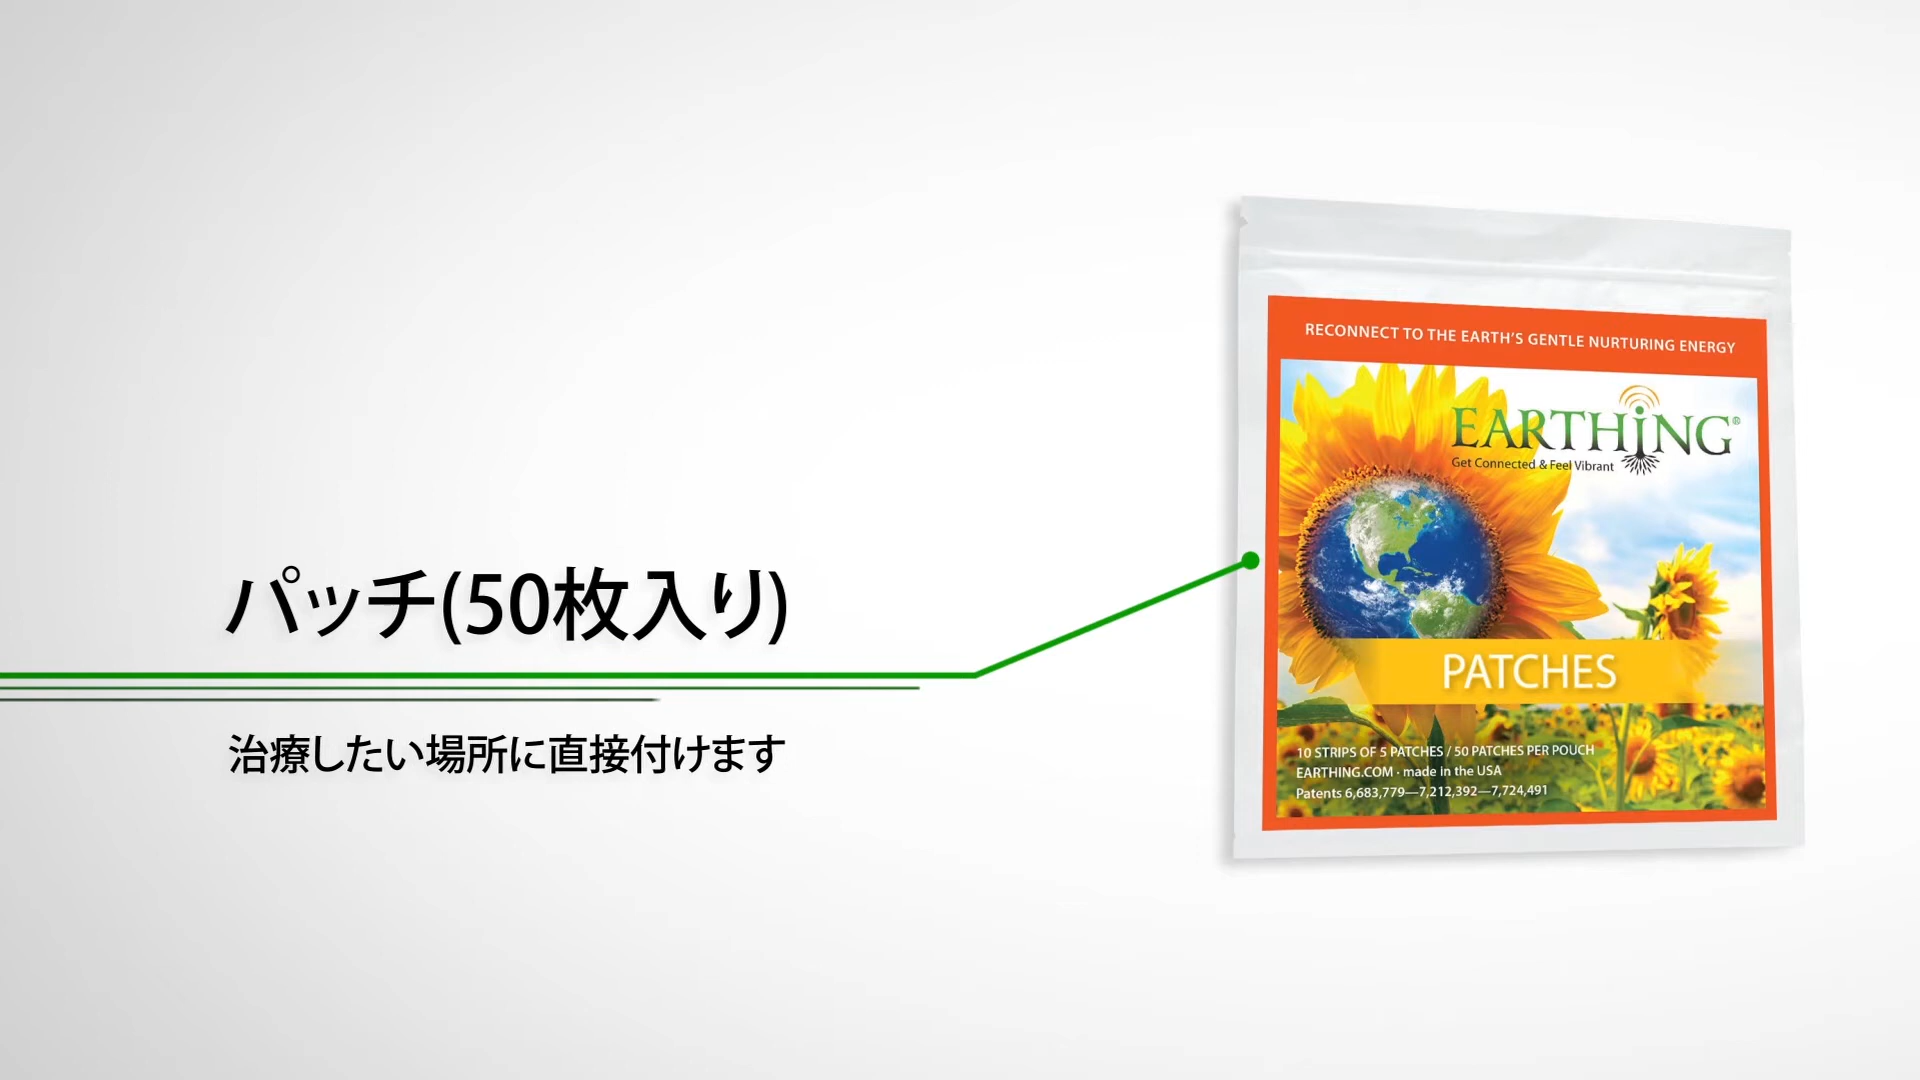 パッチ(50枚入り)
治療したい場所に直接付けます
RECONNECT TO THE EARTH'S GENTLE NURTURING ENERGY
EARTHING®
Get Connected & Feel Vibrant
PATCHES
10 STRIPS OF 5 PATCHES / 50 PATCHES PER POUCH
EARTHING.COM · made in the USA
Patents 6,683,779—7,212,392—7,724,491